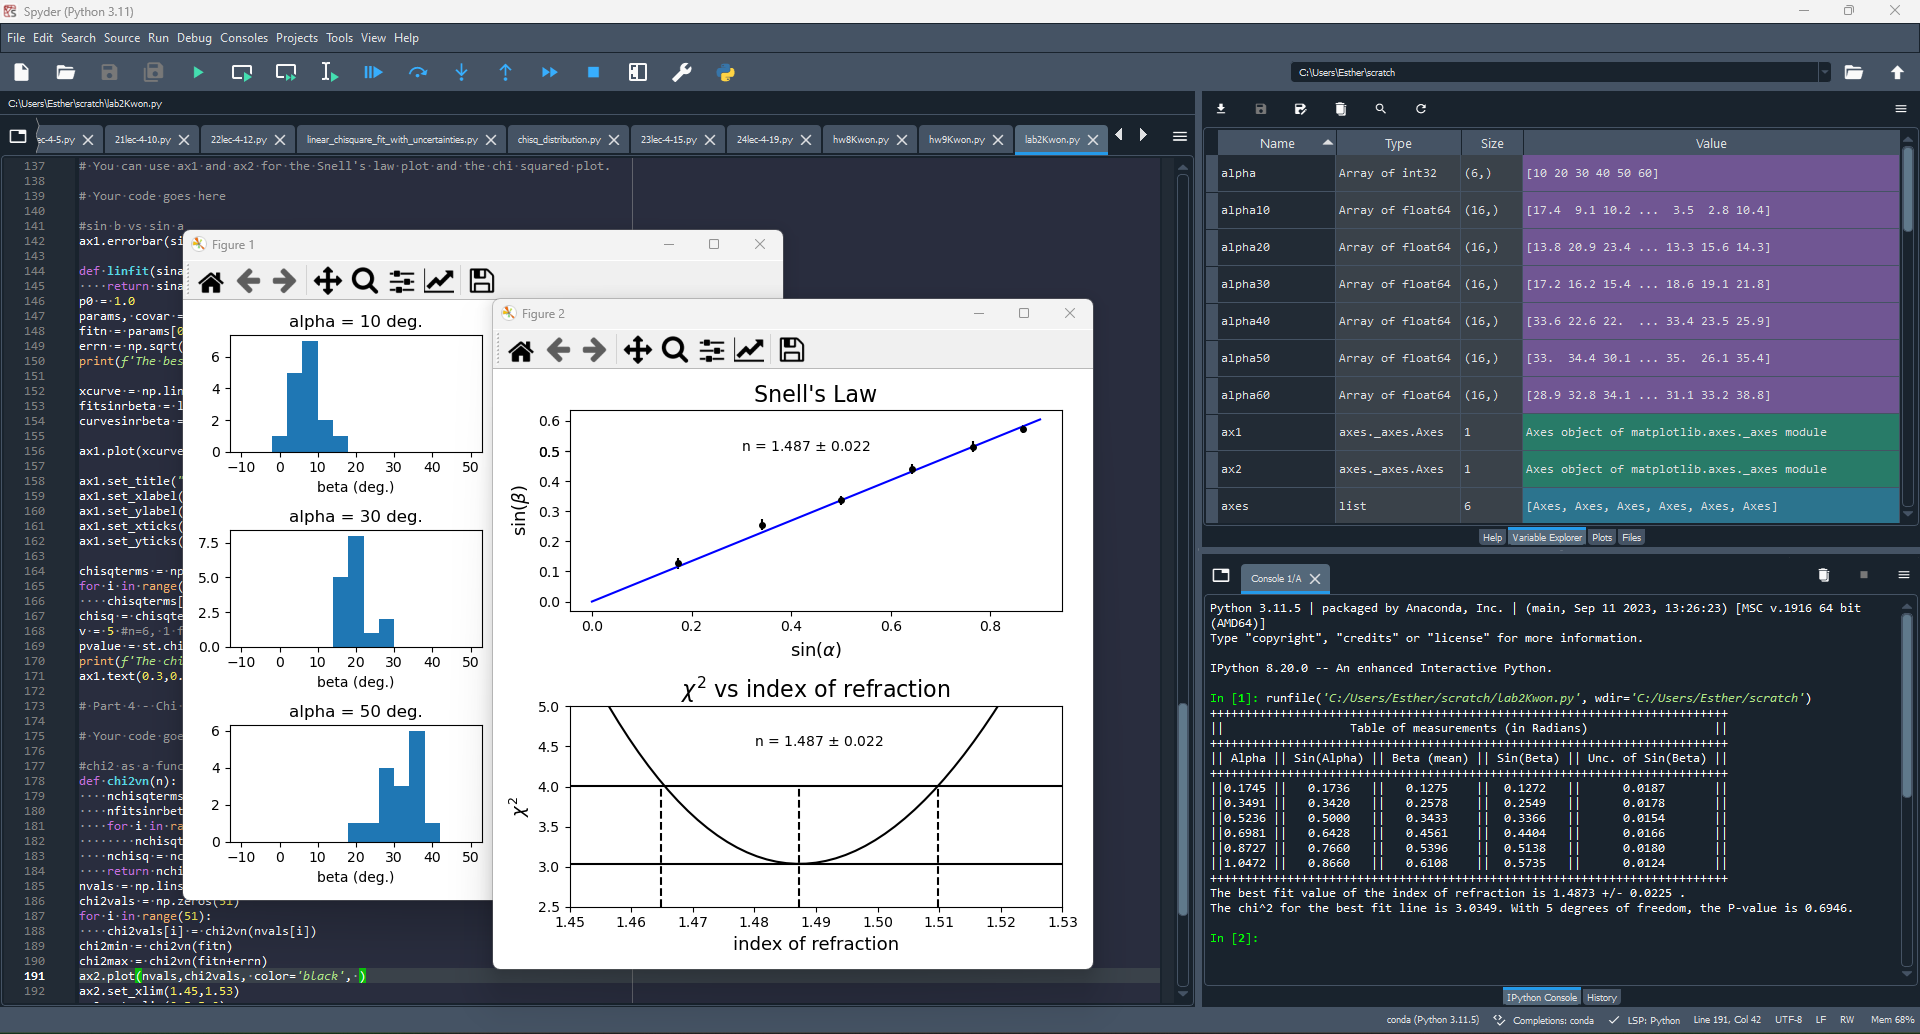 Spyder (Python 3.11)
File Edit Search Source Run Debug Consoles Projects Tools View Help
C:\Users\Esther\scratch
C:\Users\Esther\scratch\lab2Kwon.py
ec-4-5.py 21lec-4-10.py 22lec-4-12.py linear_chisquare_fit_with_uncertainties.py chisq_distribution.py 23lec-4-15.py 24lec-4-19.py hw8Kwon.py hw9Kwon.py lab2Kwon.py
137 # You can use ax1 and ax2 for the Snell's law plot and the chi squared plot.
138
139 # Your code goes here
140
141 #sin b vs sin a
142 ax1.errorbar(si
143
144 def linfit(sina
145 ····return sina
146 p0 = 1.0
147 params, covar =
148 fitn = params[0
149 errn = np.sqrt(
150 print(f'The bes
151
152 xcurve = np.lin
153 fitsinrbeta = l
154 curvesinrbeta =
155
156 ax1.plot(xcurve
157
158 ax1.set_title("
159 ax1.set_xlabel(
160 ax1.set_ylabel(
161 ax1.set_xticks(
162 ax1.set_yticks(
163
164 chisqterms = np
165 for i in range(
166 ····chisqterms[
167 chisq = chisqte
168 v = 5 #n=6, 1 f
169 pvalue = st.chi
170 print(f'The chi
171 ax1.text(0.3,0.
172
173 # Part 4 - Chi
174
175 # Your code goe
176
177 #chi2 as a func
178 def chi2vn(n):
179 ····nchisqterms
180 ····nfitsinrbet
181 ····for i in ra
182 ········nchisqt
183 ····nchisq = nc
184 ····return nchi
185 nvals = np.lins
186 chi2vals = np.zeros(51)
187 for i in range(51):
188 ····chi2vals[i] = chi2vn(nvals[i])
189 chi2min = chi2vn(fitn)
190 chi2max = chi2vn(fitn+errn)
191 ax2.plot(nvals,chi2vals, color='black', )
192 ax2.set_xlim(1.45,1.53)
Figure 1
alpha = 10 deg.
6
4
2
0
−10 0 10 20 30 40 50
beta (deg.)
alpha = 30 deg.
7.5
5.0
2.5
0.0
−10 0 10 20 30 40 50
beta (deg.)
alpha = 50 deg.
6
4
2
0
−10 0 10 20 30 40 50
beta (deg.)
Figure 2
Snell's Law
n = 1.487 ± 0.022
0.6
0.5
0.4
0.3
0.2
0.1
0.0
sin(β)
0.0 0.2 0.4 0.6 0.8
sin(α)
χ² vs index of refraction
n = 1.487 ± 0.022
5.0
4.5
4.0
3.5
3.0
2.5
χ²
1.45 1.46 1.47 1.48 1.49 1.50 1.51 1.52 1.53
index of refraction
Name Type Size Value
alpha Array of int32 (6,) [10 20 30 40 50 60]
alpha10 Array of float64 (16,) [17.4 9.1 10.2 ... 3.5 2.8 10.4]
alpha20 Array of float64 (16,) [13.8 20.9 23.4 ... 13.3 15.6 14.3]
alpha30 Array of float64 (16,) [17.2 16.2 15.4 ... 18.6 19.1 21.8]
alpha40 Array of float64 (16,) [33.6 22.6 22. ... 33.4 23.5 25.9]
alpha50 Array of float64 (16,) [33. 34.4 30.1 ... 35. 26.1 35.4]
alpha60 Array of float64 (16,) [28.9 32.8 34.1 ... 31.1 33.2 38.8]
ax1 axes._axes.Axes 1 Axes object of matplotlib.axes._axes module
ax2 axes._axes.Axes 1 Axes object of matplotlib.axes._axes module
axes list 6 [Axes, Axes, Axes, Axes, Axes, Axes]
Help Variable Explorer Plots Files
Console 1/A
Python 3.11.5 | packaged by Anaconda, Inc. | (main, Sep 11 2023, 13:26:23) [MSC v.1916 64 bit
(AMD64)]
Type "copyright", "credits" or "license" for more information.
IPython 8.20.0 -- An enhanced Interactive Python.
In [1]: runfile('C:/Users/Esther/scratch/lab2Kwon.py', wdir='C:/Users/Esther/scratch')
|| Table of measurements (in Radians) ||
|| Alpha || Sin(Alpha) || Beta (mean) || Sin(Beta) || Unc. of Sin(Beta) ||
||0.1745 || 0.1736 || 0.1275 || 0.1272 || 0.0187 ||
||0.3491 || 0.3420 || 0.2578 || 0.2549 || 0.0178 ||
||0.5236 || 0.5000 || 0.3433 || 0.3366 || 0.0154 ||
||0.6981 || 0.6428 || 0.4561 || 0.4404 || 0.0166 ||
||0.8727 || 0.7660 || 0.5396 || 0.5138 || 0.0180 ||
||1.0472 || 0.8660 || 0.6108 || 0.5735 || 0.0124 ||
The best fit value of the index of refraction is 1.4873 +/- 0.0225 .
The chi^2 for the best fit line is 3.0349. With 5 degrees of freedom, the P-value is 0.6946.
In [2]:
IPython Console History
conda (Python 3.11.5) Completions: conda LSP: Python Line 191, Col 42 UTF-8 LF RW Mem 68%